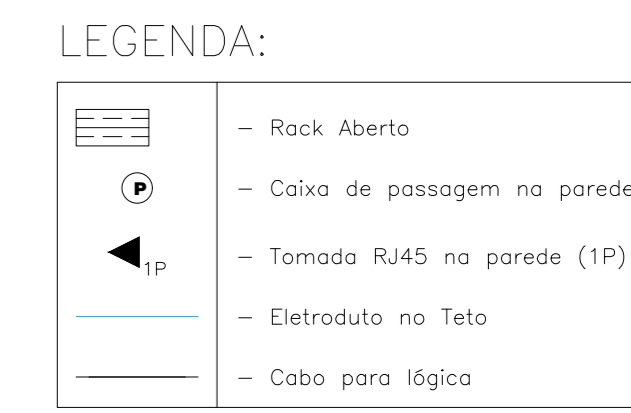 LEGENDA:
– Rack Aberto
P – Caixa de passagem na parede
1P – Tomada RJ45 na parede (1P)
– Eletroduto no Teto
– Cabo para lógica